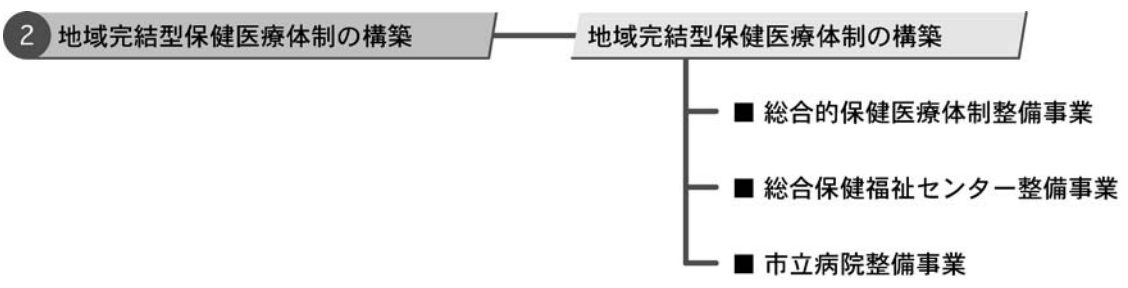 2 地域完結型保健医療体制の構築
地域完結型保健医療体制の構築
■ 総合的保健医療体制整備事業
■ 総合保健福祉センター整備事業
■ 市立病院整備事業